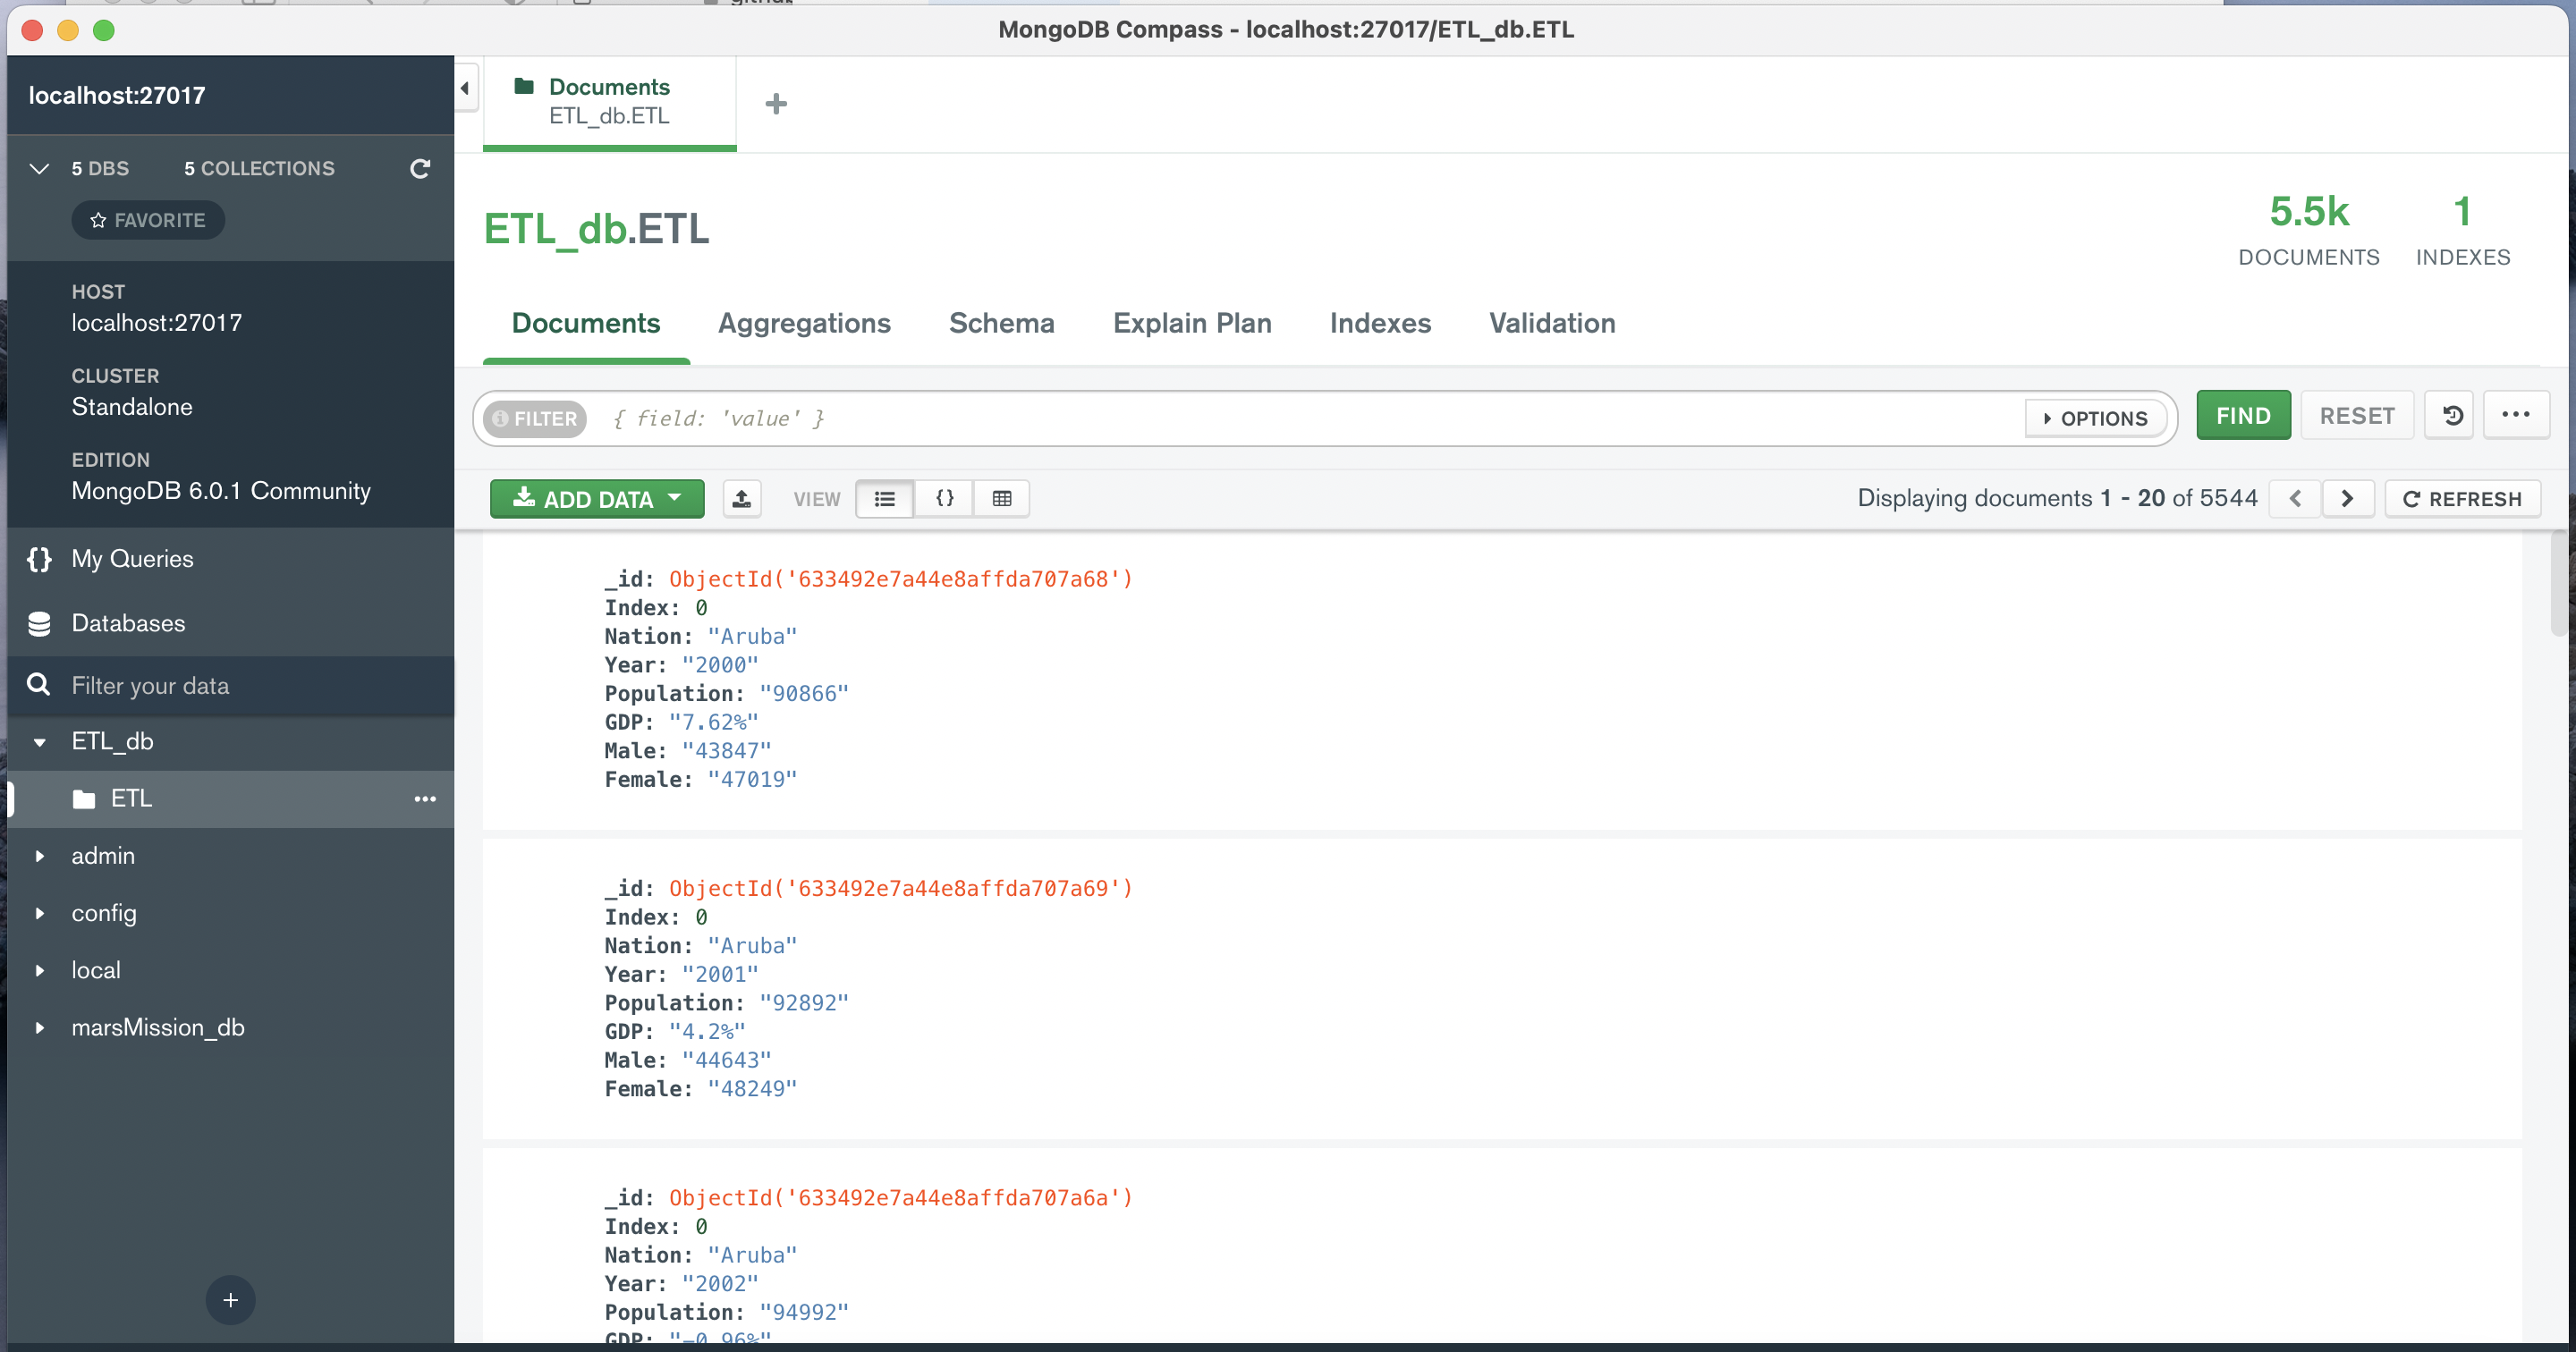 MongoDB Compass - localhost:27017/ETL_db.ETL
localhost:27017
5 DBS 5 COLLECTIONS
FAVORITE
HOST
localhost:27017
CLUSTER
Standalone
EDITION
MongoDB 6.0.1 Community
{} My Queries
Databases
Filter your data
ETL_db
ETL
admin
config
local
marsMission_db
+
Documents
ETL_db.ETL
+
ETL_db.ETL
5.5k
DOCUMENTS
1
INDEXES
Documents Aggregations Schema Explain Plan Indexes Validation
FILTER { field: 'value' } OPTIONS FIND RESET
ADD DATA VIEW {} Displaying documents 1 - 20 of 5544 REFRESH
_id: ObjectId('633492e7a44e8affda707a68')
Index: 0
Nation: "Aruba"
Year: "2000"
Population: "90866"
GDP: "7.62%"
Male: "43847"
Female: "47019"
_id: ObjectId('633492e7a44e8affda707a69')
Index: 0
Nation: "Aruba"
Year: "2001"
Population: "92892"
GDP: "4.2%"
Male: "44643"
Female: "48249"
_id: ObjectId('633492e7a44e8affda707a6a')
Index: 0
Nation: "Aruba"
Year: "2002"
Population: "94992"
GDP: "-0.96%"